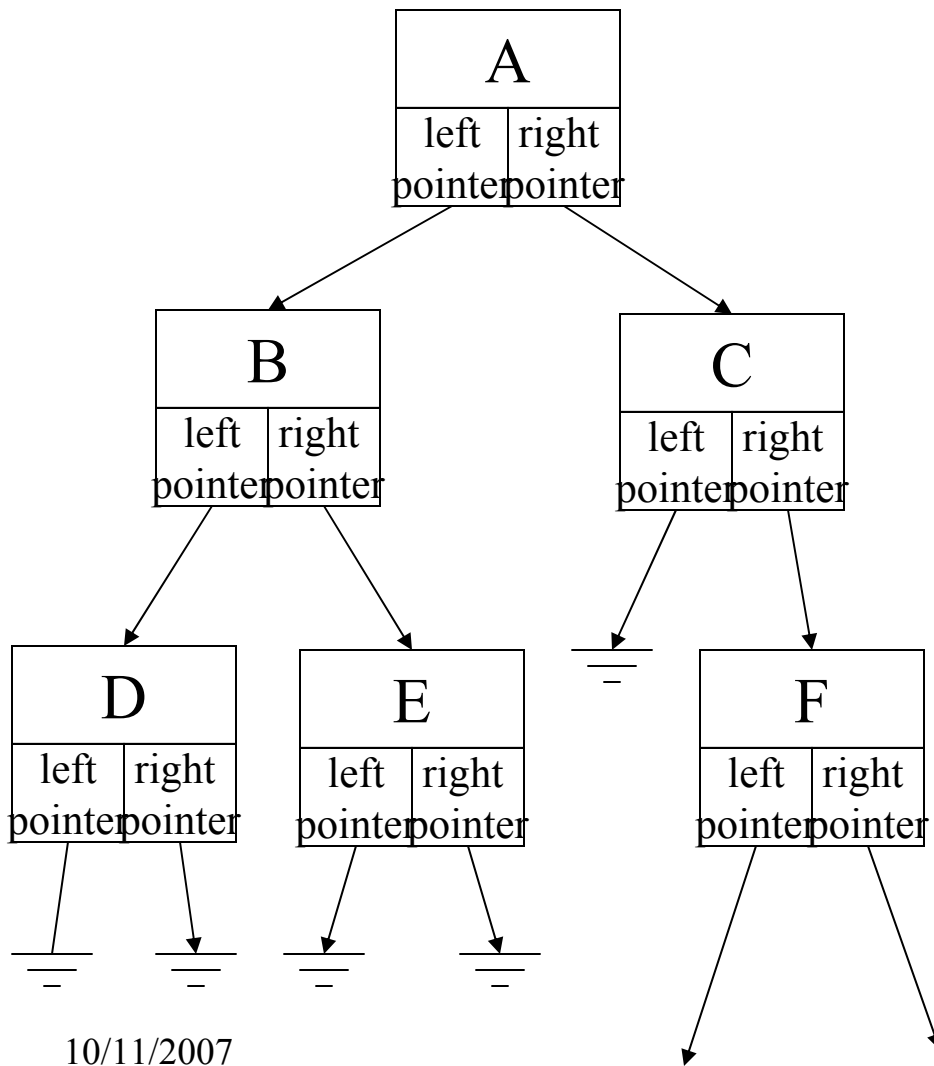 A
left right
pointer pointer
B
left right
pointer pointer
C
left right
pointer pointer
D
left right
pointer pointer
E
left right
pointer pointer
F
left right
pointer pointer
10/11/2007